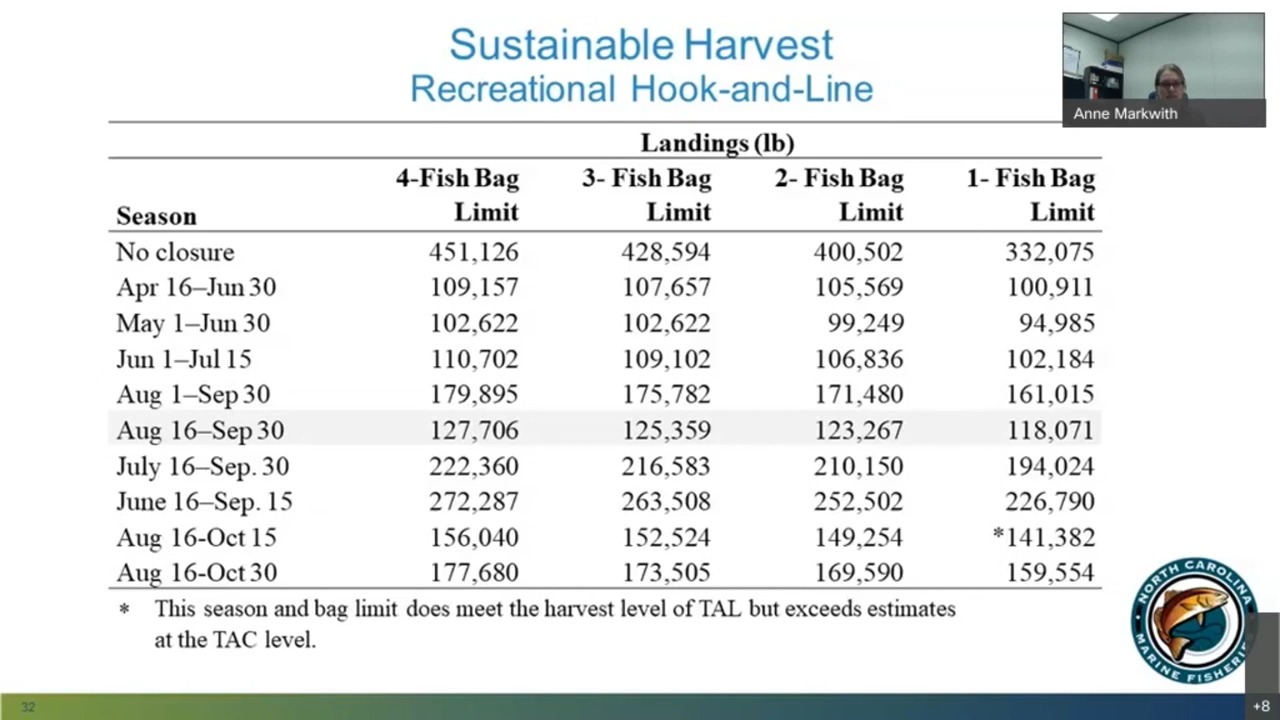 Sustainable Harvest
Recreational Hook-and-Line
Anne Markwith
Landings (lb)
Season 4-Fish Bag Limit 3- Fish Bag Limit 2- Fish Bag Limit 1- Fish Bag Limit
No closure 451,126 428,594 400,502 332,075
Apr 16–Jun 30 109,157 107,657 105,569 100,911
May 1–Jun 30 102,622 102,622 99,249 94,985
Jun 1–Jul 15 110,702 109,102 106,836 102,184
Aug 1–Sep 30 179,895 175,782 171,480 161,015
Aug 16–Sep 30 127,706 125,359 123,267 118,071
July 16–Sep. 30 222,360 216,583 210,150 194,024
June 16–Sep. 15 272,287 263,508 252,502 226,790
Aug 16-Oct 15 156,040 152,524 149,254 *141,382
Aug 16-Oct 30 177,680 173,505 169,590 159,554
* This season and bag limit does meet the harvest level of TAL but exceeds estimates
at the TAC level.
NORTH CAROLINA
MARINE FISHERIES
32
+8